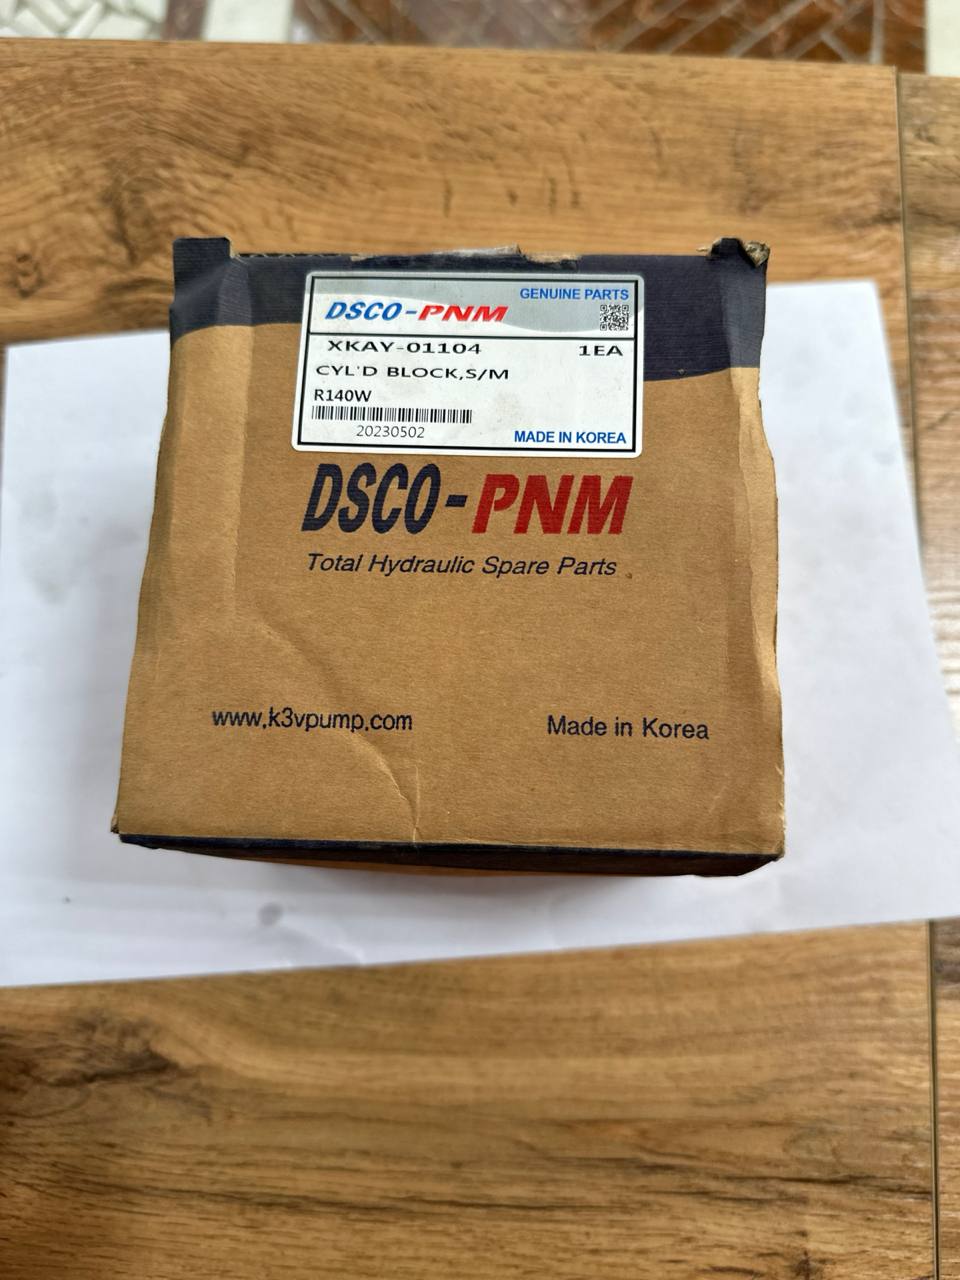 GENUINE PARTS
DSCO-PNM
XKAY-01104 1EA
CYL'D BLOCK,S/M
R140W
20230502
MADE IN KOREA
DSCO-PNM
Total Hydraulic Spare Parts
www.k3vpump.com Made in Korea